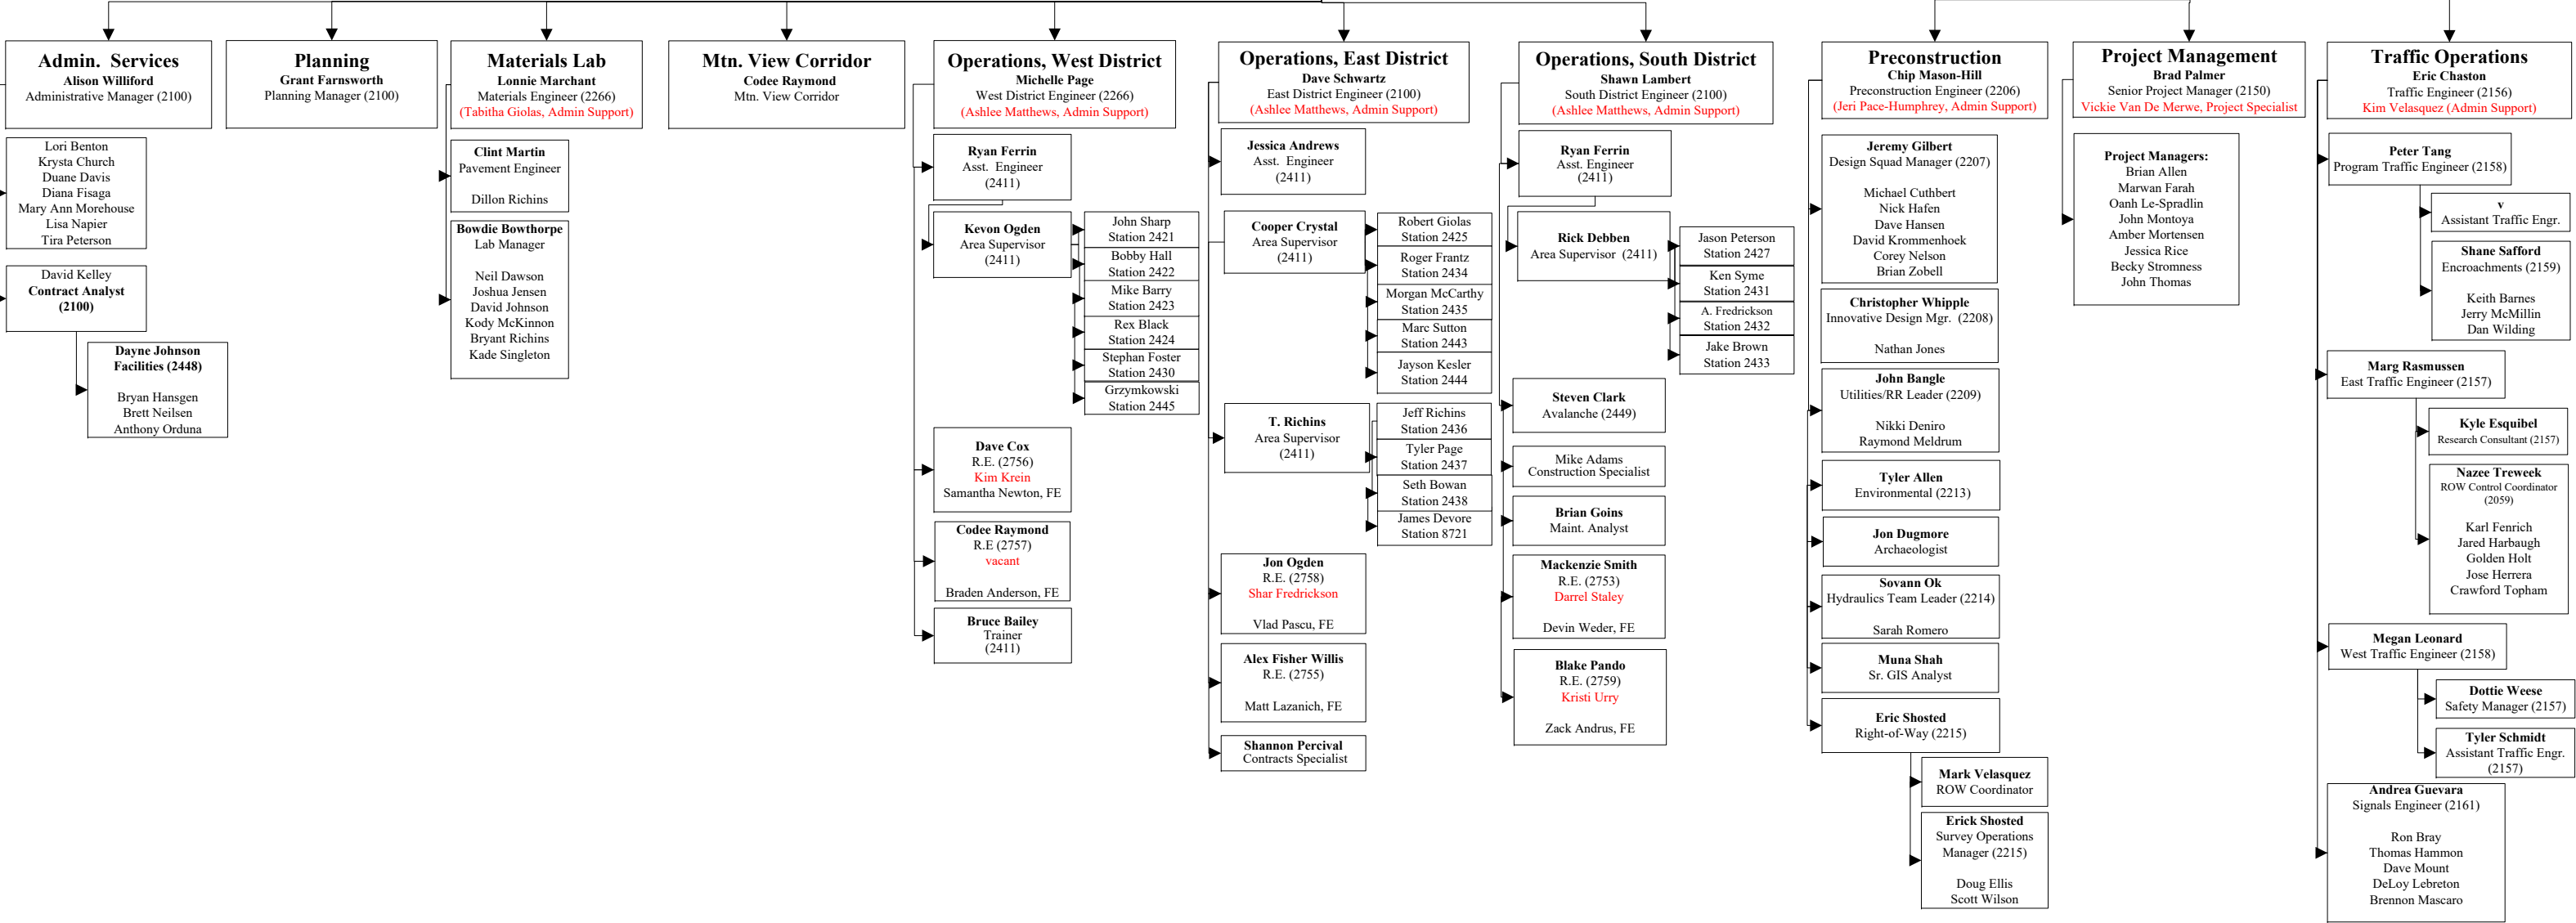 Admin. Services
Alison Williford
Administrative Manager (2100)
Lori Benton
Krysta Church
Duane Davis
Diana Fisaga
Mary Ann Morehouse
Lisa Napier
Tira Peterson
David Kelley
Contract Analyst
(2100)
Dayne Johnson
Facilities (2448)
Bryan Hansgen
Brett Neilsen
Anthony Orduna
Planning
Grant Farnsworth
Planning Manager (2100)
Materials Lab
Lonnie Marchant
Materials Engineer (2266)
(Tabitha Giolas, Admin Support)
Clint Martin
Pavement Engineer
Dillon Richins
Bowdie Bowthorpe
Lab Manager
Neil Dawson
Joshua Jensen
David Johnson
Kody McKinnon
Bryant Richins
Kade Singleton
Mtn. View Corridor
Codee Raymond
Mtn. View Corridor
Operations, West District
Michelle Page
West District Engineer (2266)
(Ashlee Matthews, Admin Support)
Ryan Ferrin
Asst. Engineer
(2411)
Kevon Ogden
Area Supervisor
(2411)
John Sharp
Station 2421
Bobby Hall
Station 2422
Mike Barry
Station 2423
Rex Black
Station 2424
Stephan Foster
Station 2430
Grzymkowski
Station 2445
Dave Cox
R.E. (2756)
Kim Krein
Samantha Newton, FE
Codee Raymond
R.E (2757)
vacant
Braden Anderson, FE
Bruce Bailey
Trainer
(2411)
Operations, East District
Dave Schwartz
East District Engineer (2100)
(Ashlee Matthews, Admin Support)
Jessica Andrews
Asst. Engineer
(2411)
Cooper Crystal
Area Supervisor
(2411)
Robert Giolas
Station 2425
Roger Frantz
Station 2434
Morgan McCarthy
Station 2435
Marc Sutton
Station 2443
Jayson Kesler
Station 2444
T. Richins
Area Supervisor
(2411)
Jeff Richins
Station 2436
Tyler Page
Station 2437
Seth Bowan
Station 2438
James Devore
Station 8721
Jon Ogden
R.E. (2758)
Shar Fredrickson
Vlad Pascu, FE
Alex Fisher Willis
R.E. (2755)
Matt Lazanich, FE
Shannon Percival
Contracts Specialist
Operations, South District
Shawn Lambert
South District Engineer (2100)
(Ashlee Matthews, Admin Support)
Ryan Ferrin
Asst. Engineer
(2411)
Rick Debben
Area Supervisor (2411)
Jason Peterson
Station 2427
Ken Syme
Station 2431
A. Fredrickson
Station 2432
Jake Brown
Station 2433
Steven Clark
Avalanche (2449)
Mike Adams
Construction Specialist
Brian Goins
Maint. Analyst
Mackenzie Smith
R.E. (2753)
Darrel Staley
Devin Weder, FE
Blake Pando
R.E. (2759)
Kristi Urry
Zack Andrus, FE
Preconstruction
Chip Mason-Hill
Preconstruction Engineer (2206)
(Jeri Pace-Humphrey, Admin Support)
Jeremy Gilbert
Design Squad Manager (2207)
Michael Cuthbert
Nick Hafen
Dave Hansen
David Krommenhoek
Corey Nelson
Brian Zobell
Christopher Whipple
Innovative Design Mgr. (2208)
Nathan Jones
John Bangle
Utilities/RR Leader (2209)
Nikki Deniro
Raymond Meldrum
Tyler Allen
Environmental (2213)
Jon Dugmore
Archaeologist
Sovann Ok
Hydraulics Team Leader (2214)
Sarah Romero
Muna Shah
Sr. GIS Analyst
Eric Shosted
Right-of-Way (2215)
Mark Velasquez
ROW Coordinator
Erick Shosted
Survey Operations
Manager (2215)
Doug Ellis
Scott Wilson
Project Management
Brad Palmer
Senior Project Manager (2150)
Vickie Van De Merwe, Project Specialist
Project Managers:
Brian Allen
Marwan Farah
Oanh Le-Spradlin
John Montoya
Amber Mortensen
Jessica Rice
Becky Stromness
John Thomas
Traffic Operations
Eric Chaston
Traffic Engineer (2156)
Kim Velasquez (Admin Support)
Peter Tang
Program Traffic Engineer (2158)
v
Assistant Traffic Engr.
Shane Safford
Encroachments (2159)
Keith Barnes
Jerry McMillin
Dan Wilding
Marg Rasmussen
East Traffic Engineer (2157)
Kyle Esquibel
Research Consultant (2157)
Nazee Treweek
ROW Control Coordinator
(2059)
Karl Fenrich
Jared Harbaugh
Golden Holt
Jose Herrera
Crawford Topham
Megan Leonard
West Traffic Engineer (2158)
Dottie Weese
Safety Manager (2157)
Tyler Schmidt
Assistant Traffic Engr.
(2157)
Andrea Guevara
Signals Engineer (2161)
Ron Bray
Thomas Hammon
Dave Mount
DeLoy Lebreton
Brennon Mascaro